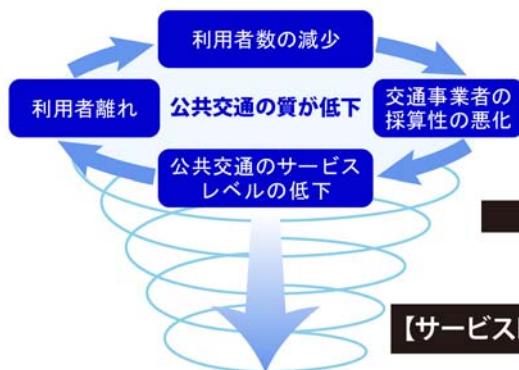 利用者数の減少
利用者離れ
公共交通の質が低下
交通事業者の
採算性の悪化
公共交通のサービス
レベルの低下
【サービス